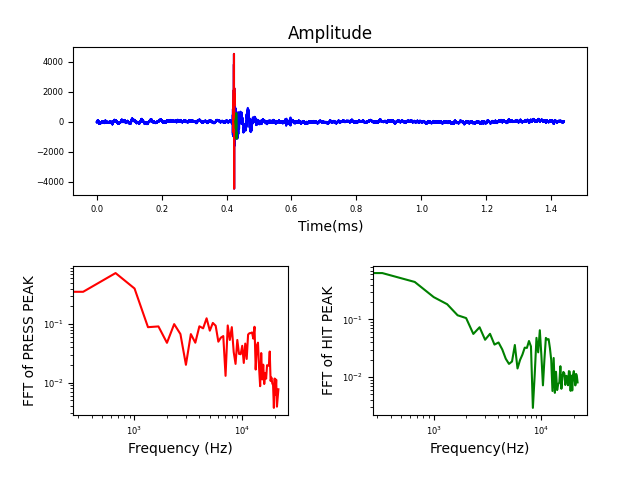 Amplitude
4000
2000
0
−2000
−4000
0.0 0.2 0.4 0.6 0.8 1.0 1.2 1.4
Time(ms)
FFT of PRESS PEAK
10⁻¹
10⁻²
10³ 10⁴
Frequency (Hz)
FFT of HIT PEAK
10⁻¹
10⁻²
10³ 10⁴
Frequency(Hz)